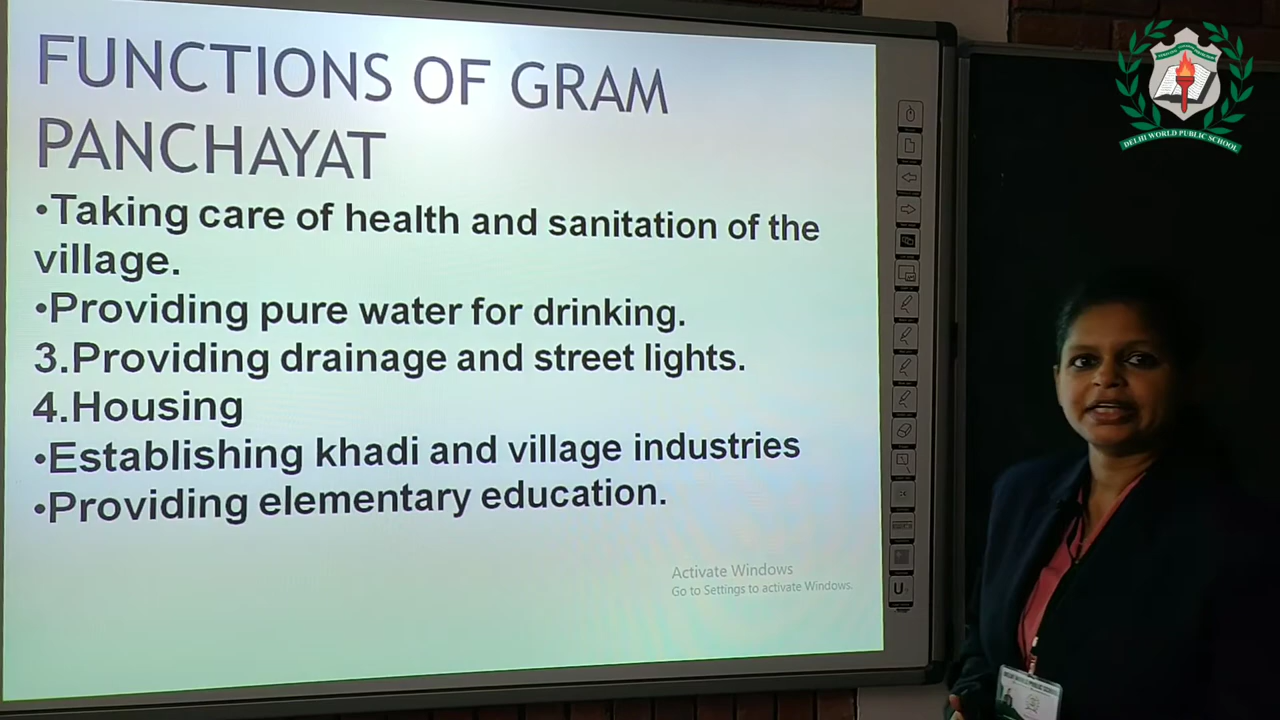 FUNCTIONS OF GRAM
PANCHAYAT
•Taking care of health and sanitation of the
village.
•Providing pure water for drinking.
3.Providing drainage and street lights.
4.Housing
•Establishing khadi and village industries
•Providing elementary education.
Activate Windows
Go to Settings to activate Windows.
DELHI WORLD PUBLIC SCHOOL